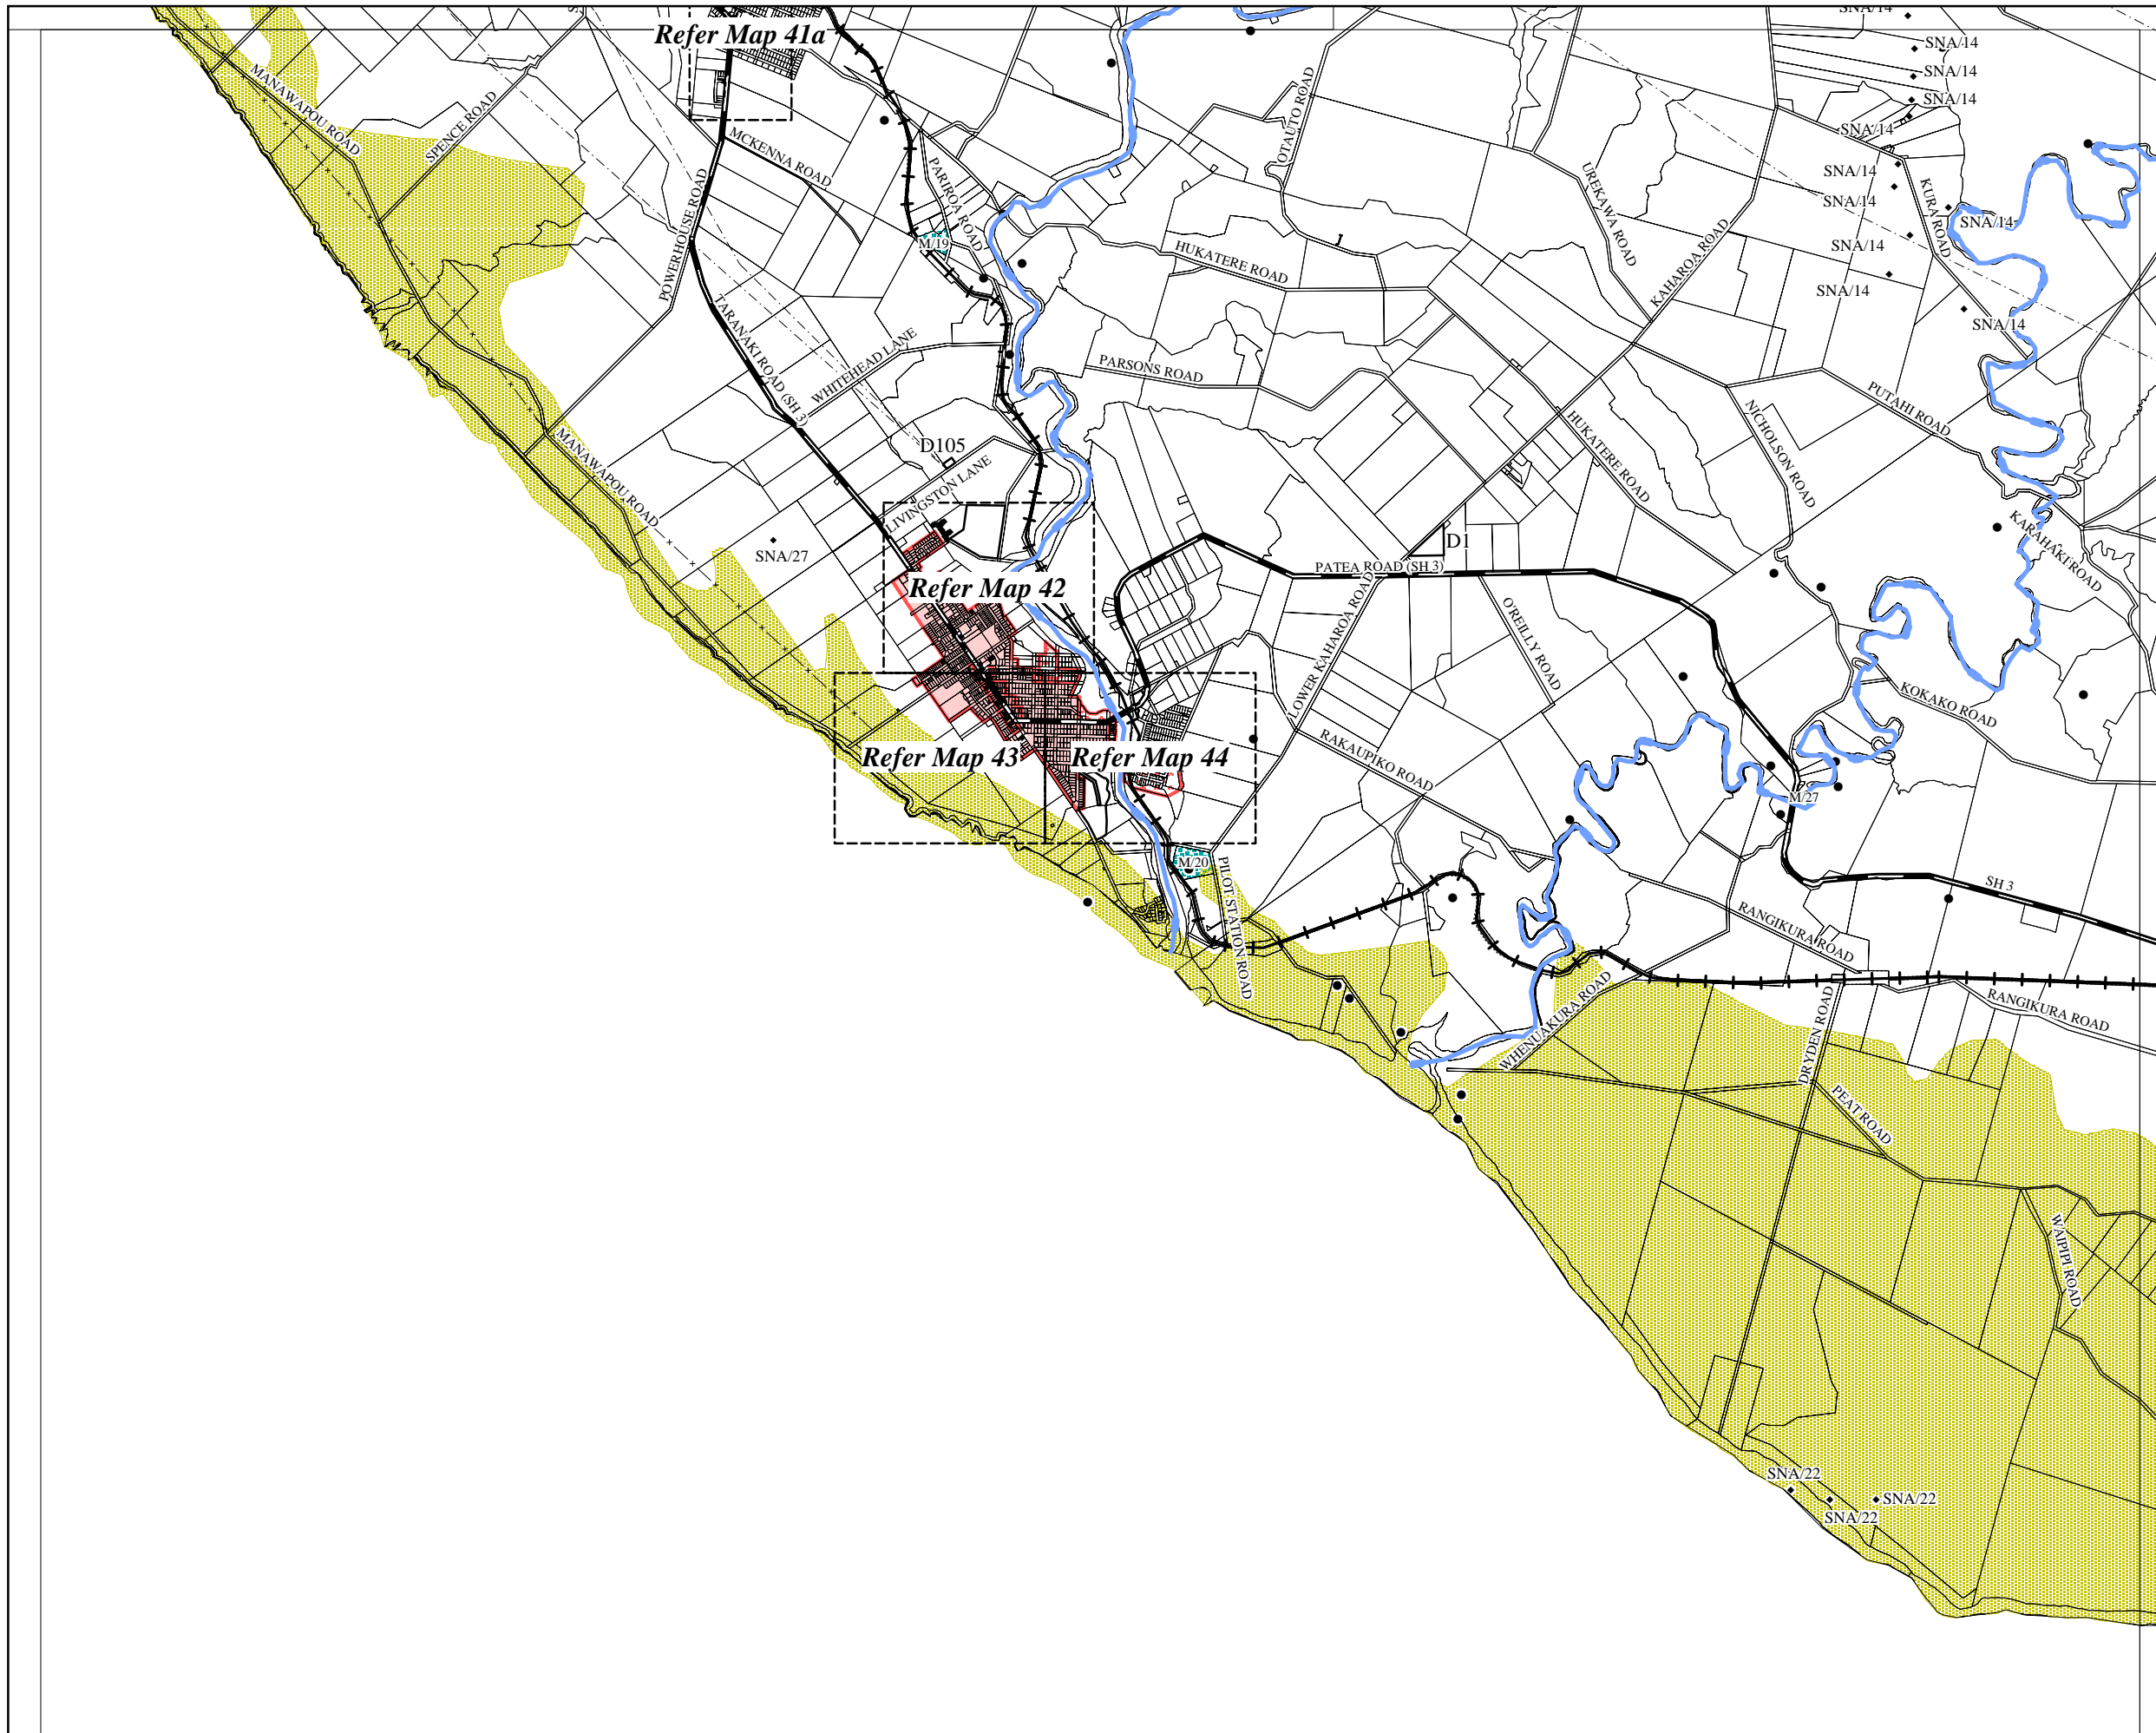 SNA/14
Refer Map 41a
SNA/14
SNA/14
SNA/14
SNA/14
SNA/14
SNA/14
SNA/14
SNA/14
SNA/14
SNA/14
MANAWAPOU ROAD
SPENCE ROAD
MCKENNA ROAD
POWERHOUSE ROAD
PARIROA ROAD
M/19
OTAUTO ROAD
HUKATERE ROAD
UREKAWA ROAD
KAHAROA ROAD
KURA ROAD
TARANAKI ROAD (SH 3)
WHITEHEAD LANE
PARSONS ROAD
PUTAHI ROAD
NICHOLSON ROAD
HUKATERE ROAD
MANAWAPOU ROAD
D105
LIVINGSTON LANE
SNA/27
KARAHAKI ROAD
D1
PATEA ROAD (SH 3)
Refer Map 42
LOWER KAHAROA ROAD
O'REILLY ROAD
KOKAKO ROAD
Refer Map 43
Refer Map 44
RAKAUPIKO ROAD
M/27
M/20
PILOT STATION ROAD
SH 3
RANGIKURA ROAD
WHENUAKURA ROAD
RANGIKURA ROAD
DRYDEN ROAD
PEAT ROAD
WAIPIPI ROAD
SNA/22
SNA/22
SNA/22